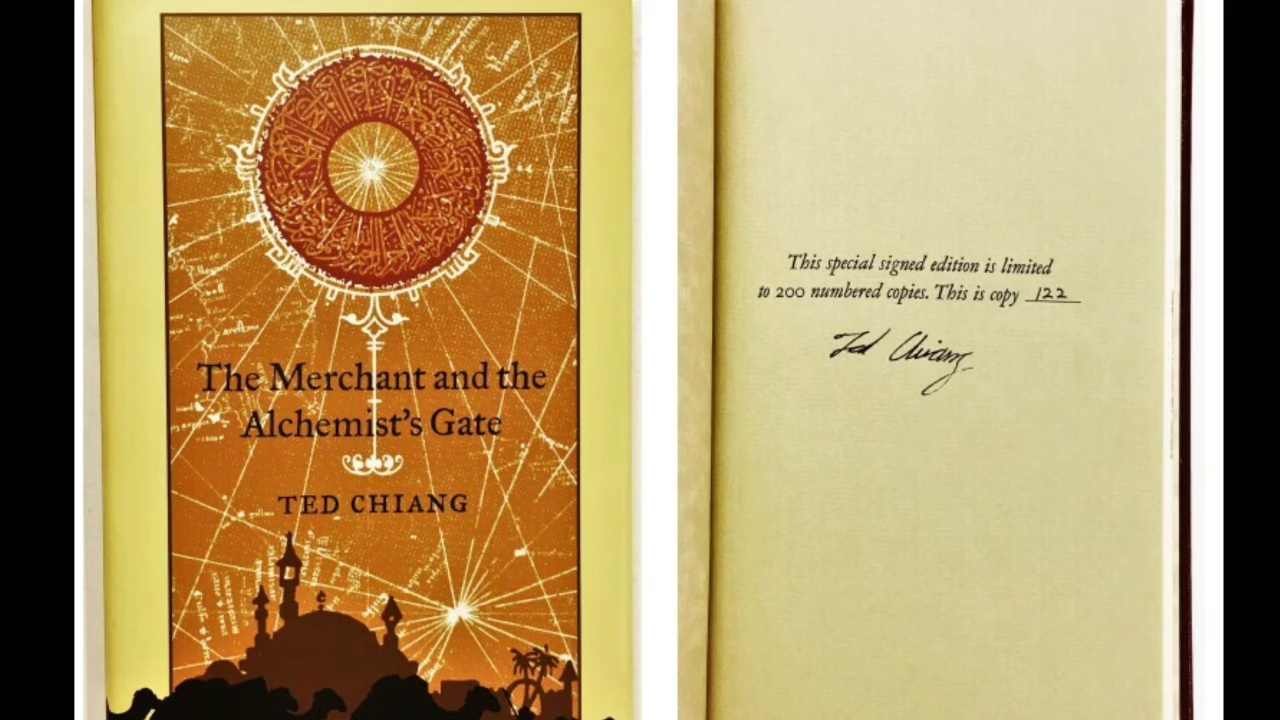 The Merchant and the
Alchemist's Gate
TED CHIANG
This special signed edition is limited
to 200 numbered copies. This is copy 122
Ted Chiang